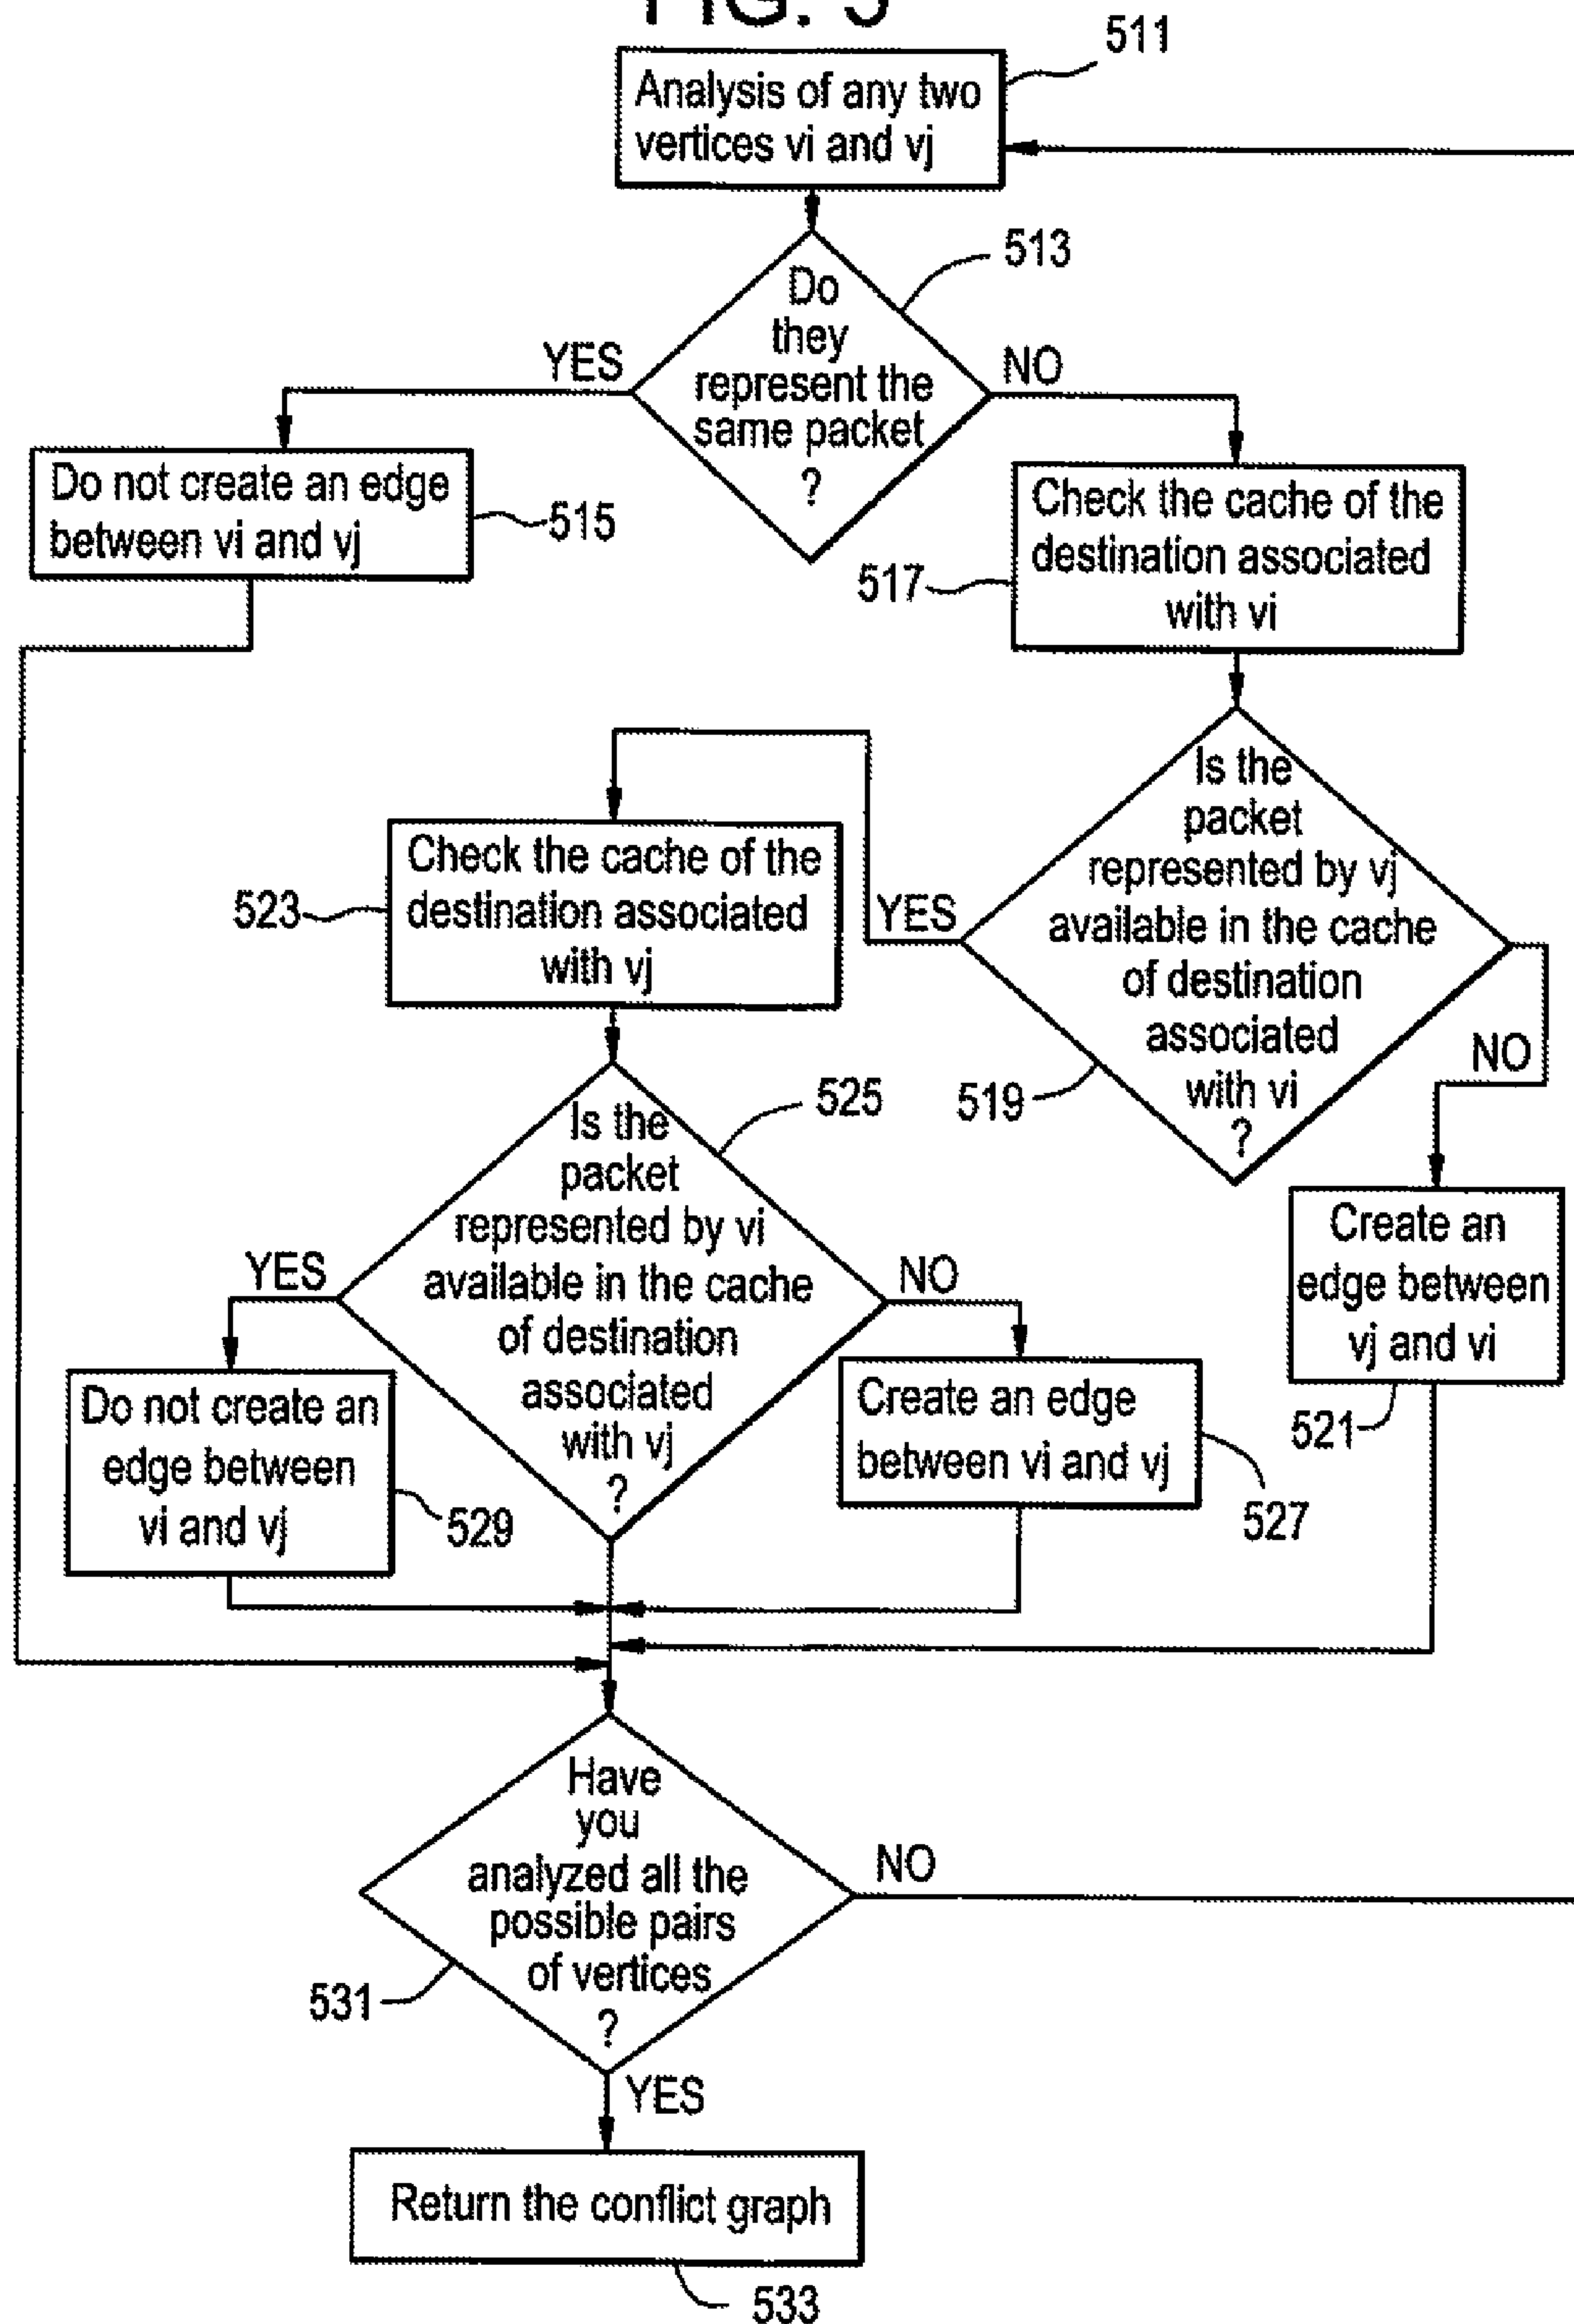 FIG. 5
511
Analysis of any two
vertices vi and vj
513
Do
they
represent the
same packet
?
YES
NO
Do not create an edge
between vi and vj
515
Check the cache of the
destination associated
with vi
517
Is the
packet
represented by vj
available in the cache
of destination
associated
with vi
?
519
YES
NO
Check the cache of the
destination associated
with vj
523
Is the
packet
represented by vi
available in the cache
of destination
associated
with vj
?
525
YES
NO
Create an
edge between
vj and vi
521
Do not create an
edge between
vi and vj
529
Create an edge
between vi and vj
527
Have
you
analyzed all the
possible pairs
of vertices
?
531
NO
YES
Return the conflict graph
533